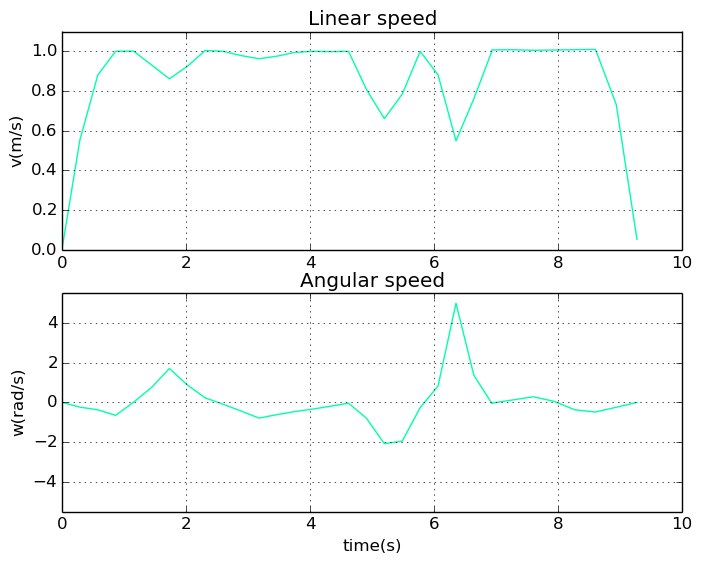 Linear speed
v(m/s)
1.0
0.8
0.6
0.4
0.2
0.0
0 2 4 6 8 10
Angular speed
w(rad/s)
4
2
0
−2
−4
0 2 4 6 8 10
time(s)